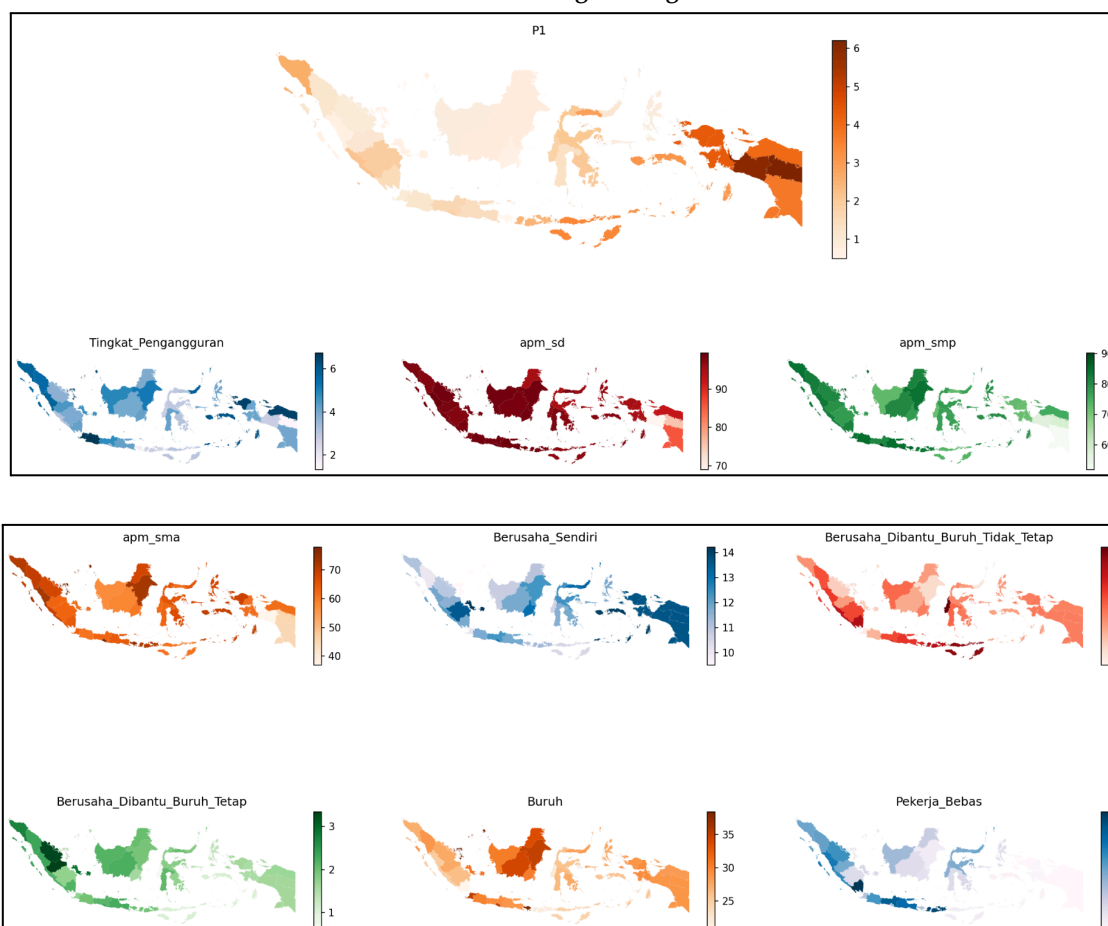 P1
6
5
4
3
2
1
Tingkat_Pengangguran
apm_sd
apm_smp
6
4
2
90
80
70
70
apm_sma
Berusaha_Sendiri
Berusaha_Dibantu_Buruh_Tidak_Tetap
70
60
50
40
14
13
12
11
10
Berusaha_Dibantu_Buruh_Tetap
Buruh
Pekerja_Bebas
3
2
1
35
30
25